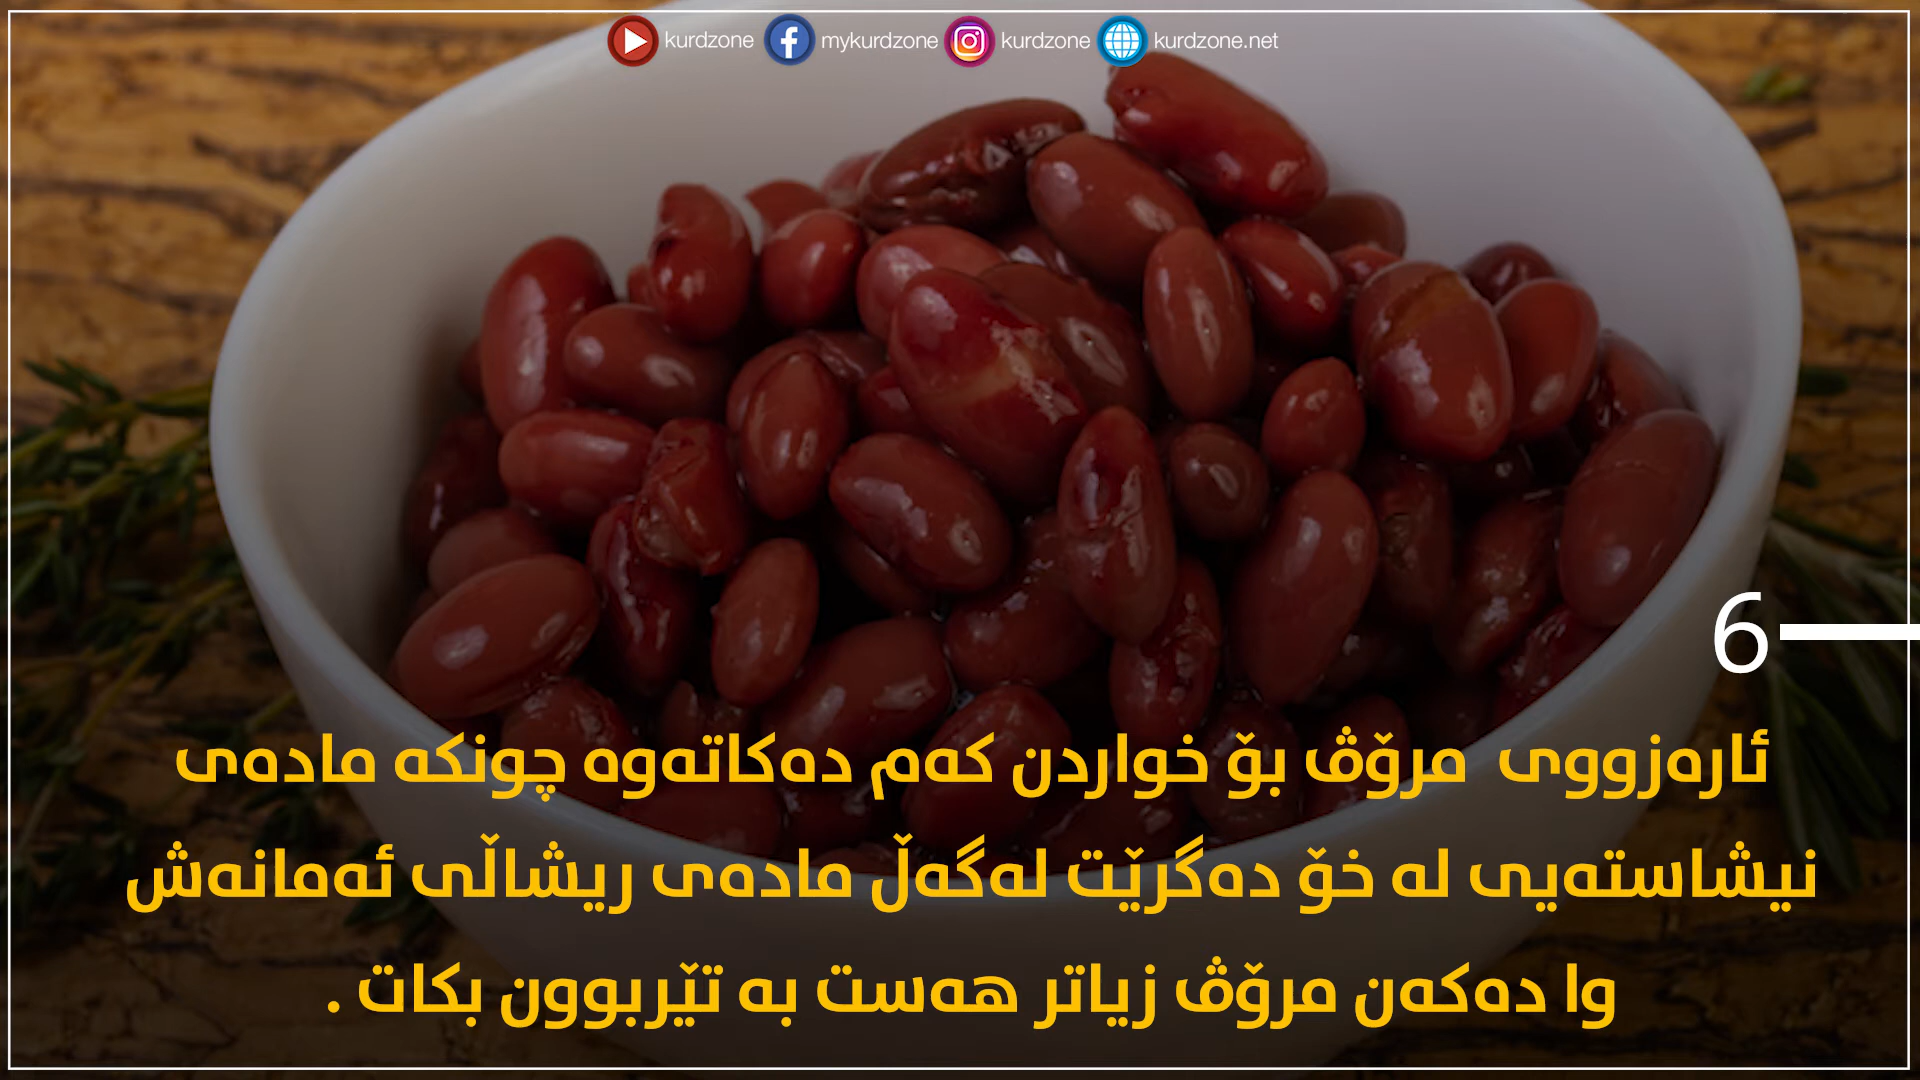 kurdzone mykurdzone kurdzone kurdzone.net
6
ئارەزووی مرۆڤ بۆ خواردن کەم دەکاتەوە چونکە مادەی
نیشاستەیی لە خۆ دەگرێت لەگەڵ مادەی ریشاڵی ئەمانەش
وا دەکەن مرۆڤ زیاتر هەست بە تێربوون بکات .